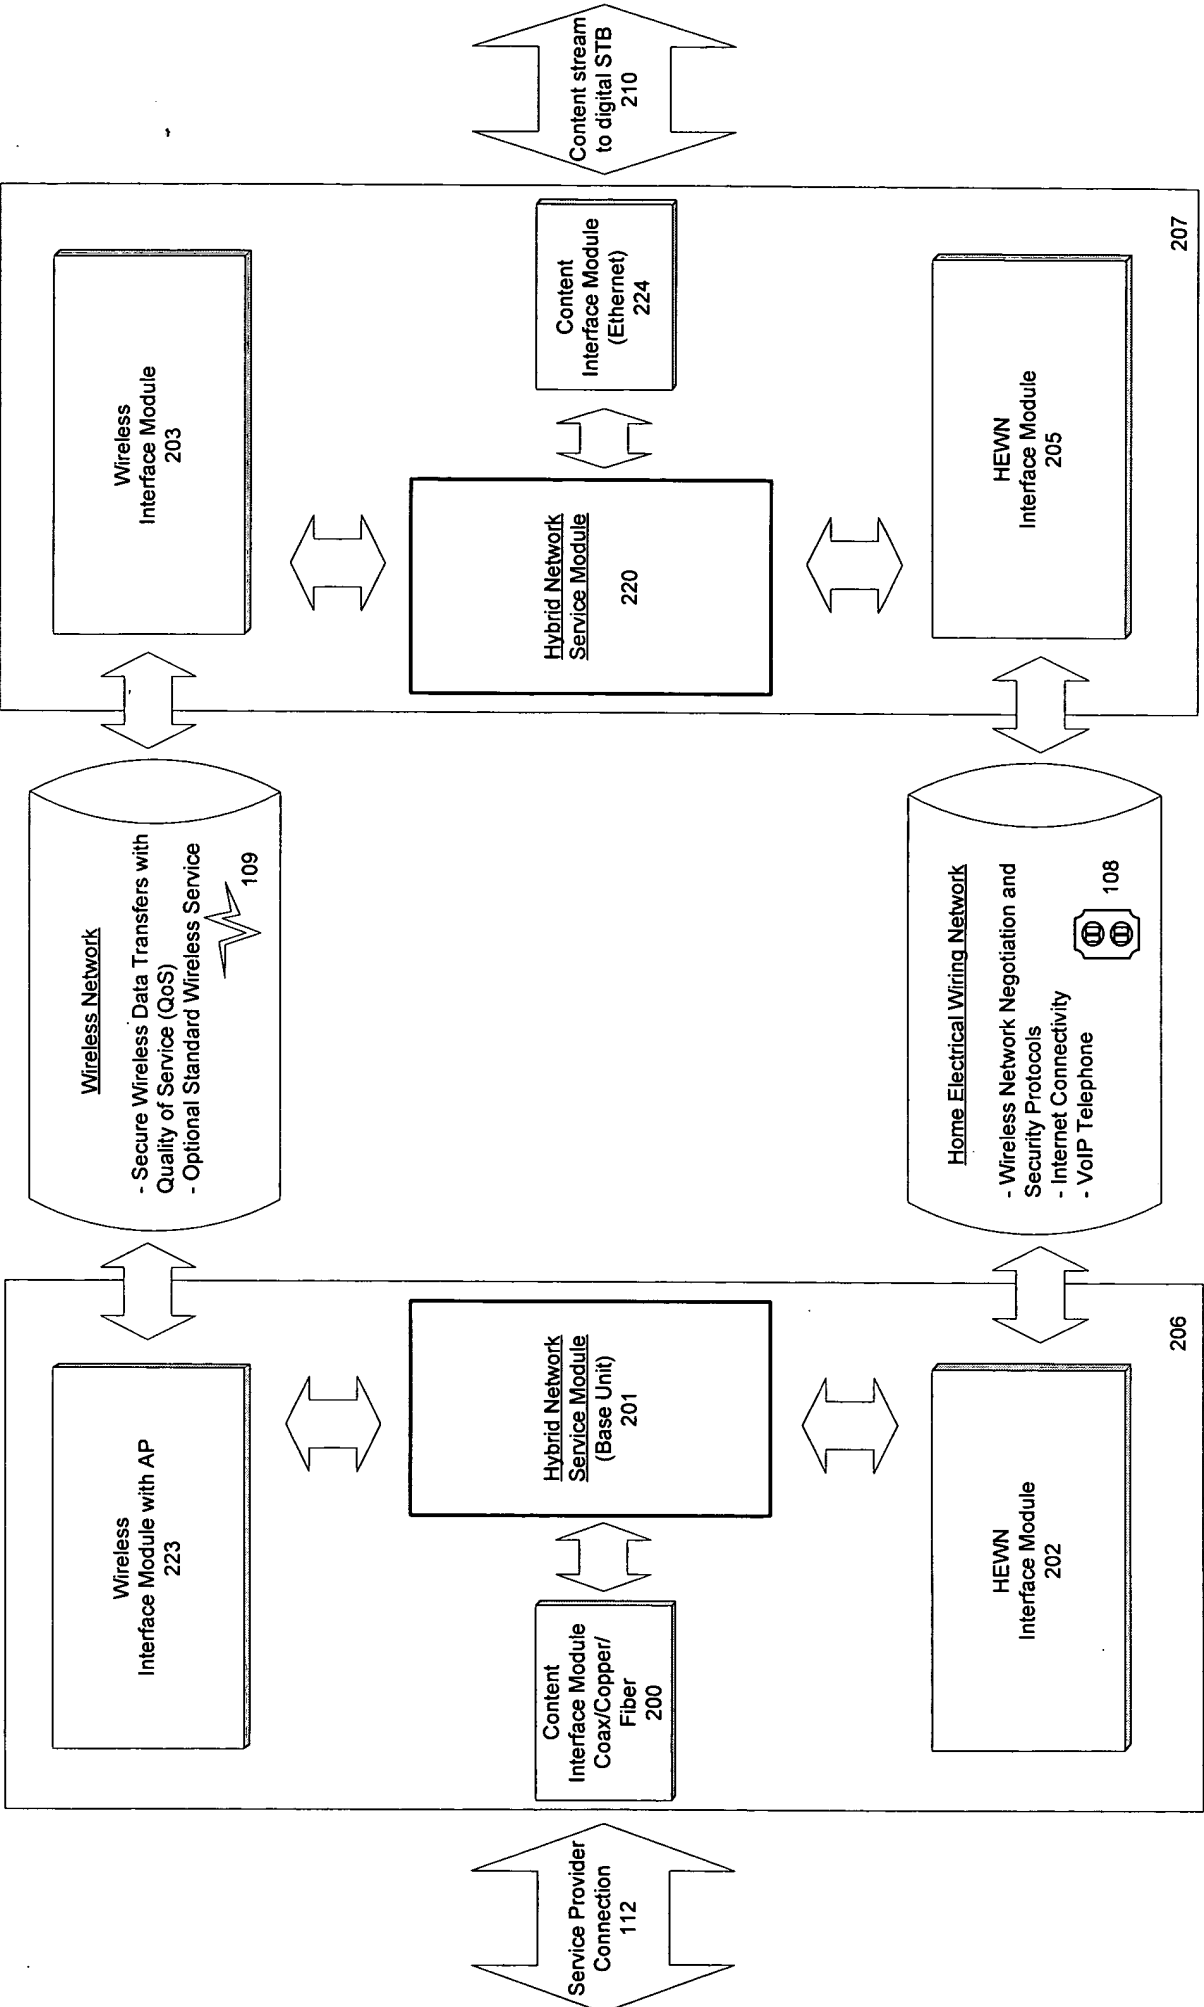 Service Provider
Connection
112
Wireless
Interface Module with AP
223
Content
Interface Module
Coax/Copper/
Fiber
200
Hybrid Network
Service Module
(Base Unit)
201
HEWN
Interface Module
202
206
Wireless Network
- Secure Wireless Data Transfers with
Quality of Service (QoS)
- Optional Standard Wireless Service
109
Home Electrical Wiring Network
- Wireless Network Negotiation and
Security Protocols
- Internet Connectivity
- VoIP Telephone
108
Wireless
Interface Module
203
Hybrid Network
Service Module
220
Content
Interface Module
(Ethernet)
224
HEWN
Interface Module
205
207
Content stream
to digital STB
210